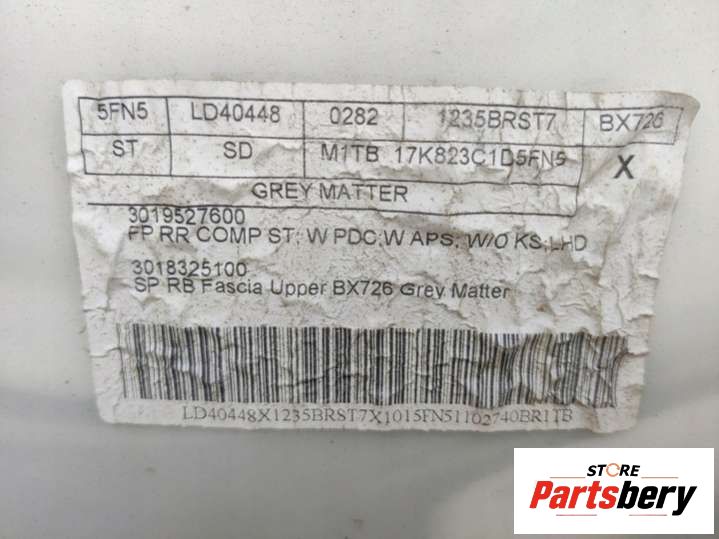 5FN5 LD40448 0282 1235BRST7 BX726
ST SD M1TB 17K823C1D5FN5 X
GREY MATTER
3019527600
FP RR COMP ST; W PDC;W APS; W/O KS;LHD
3018325100
SP RB Fascia Upper BX726 Grey Matter
LD40448X1235BRST7X1015FN51102740BR1TB
STORE
Partsbery